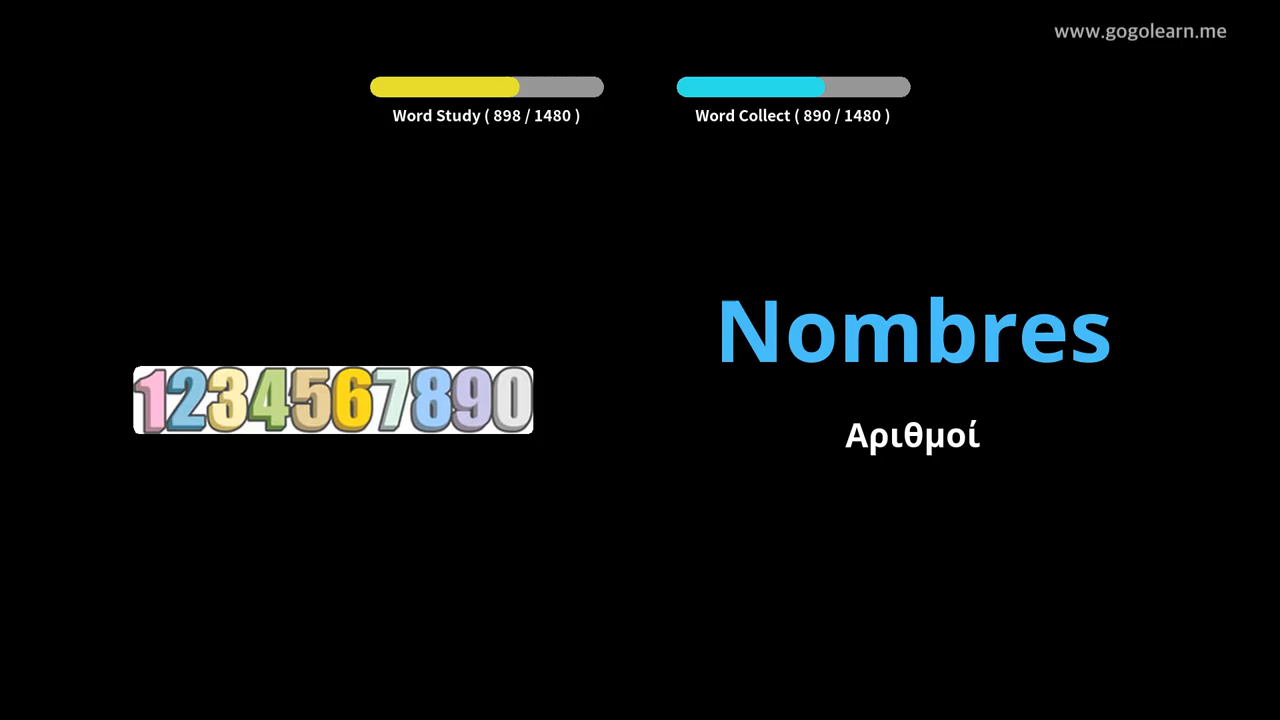 www.gogolearn.me
Word Study ( 898 / 1480 )
Word Collect ( 890 / 1480 )
Nombres
1234567890
Αριθμοί